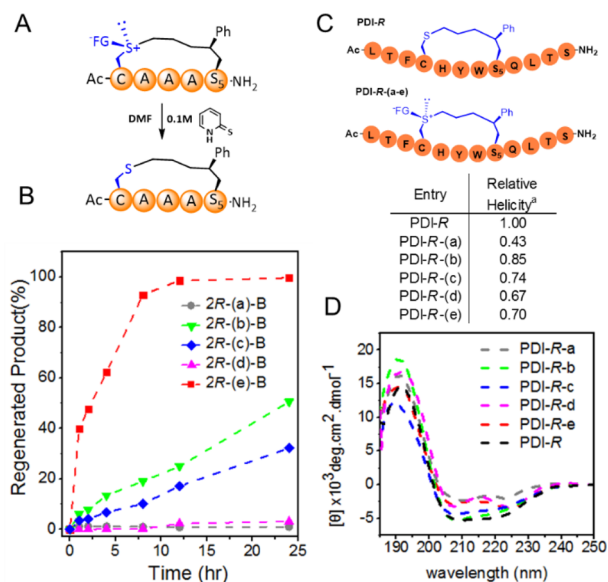 A
FG
S+
Ph
Ac-C A A A S5-NH2
DMF 0.1M
N
H
S
S
Ph
Ac-C A A A S5-NH2
B
Regenerated Product(%)
100
80
60
40
20
0
2R-(a)-B
2R-(b)-B
2R-(c)-B
2R-(d)-B
2R-(e)-B
0 5 10 15 20 25
Time (hr)
C
PDI-R
S
Ph
Ac-L T F C H Y W S5 Q L T S-NH2
PDI-R-(a-e)
FG
S+
Ph
Ac-L T F C H Y W S5 Q L T S-NH2
Entry Relative
Helicitya
PDI-R 1.00
PDI-R-(a) 0.43
PDI-R-(b) 0.85
PDI-R-(c) 0.74
PDI-R-(d) 0.67
PDI-R-(e) 0.70
D
[θ] x10³deg.cm².dmol⁻¹
20
15
10
5
0
-5
PDI-R-a
PDI-R-b
PDI-R-c
PDI-R-d
PDI-R-e
PDI-R
190 200 210 220 230 240 250
wavelength (nm)